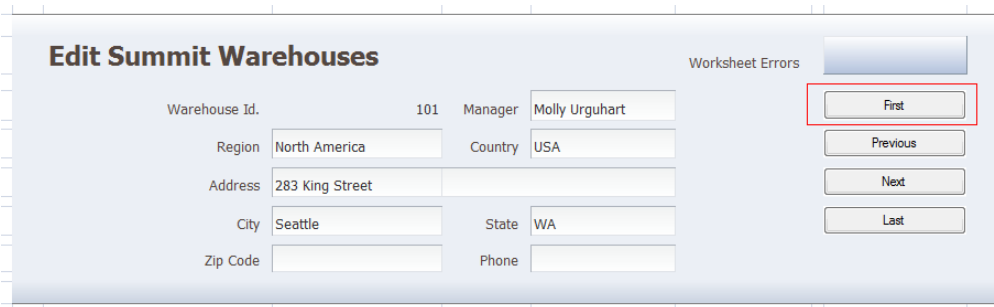 Edit Summit Warehouses
Worksheet Errors
Warehouse Id. 101 Manager Molly Urguhart First
Region North America Country USA Previous
Address 283 King Street Next
City Seattle State WA Last
Zip Code Phone